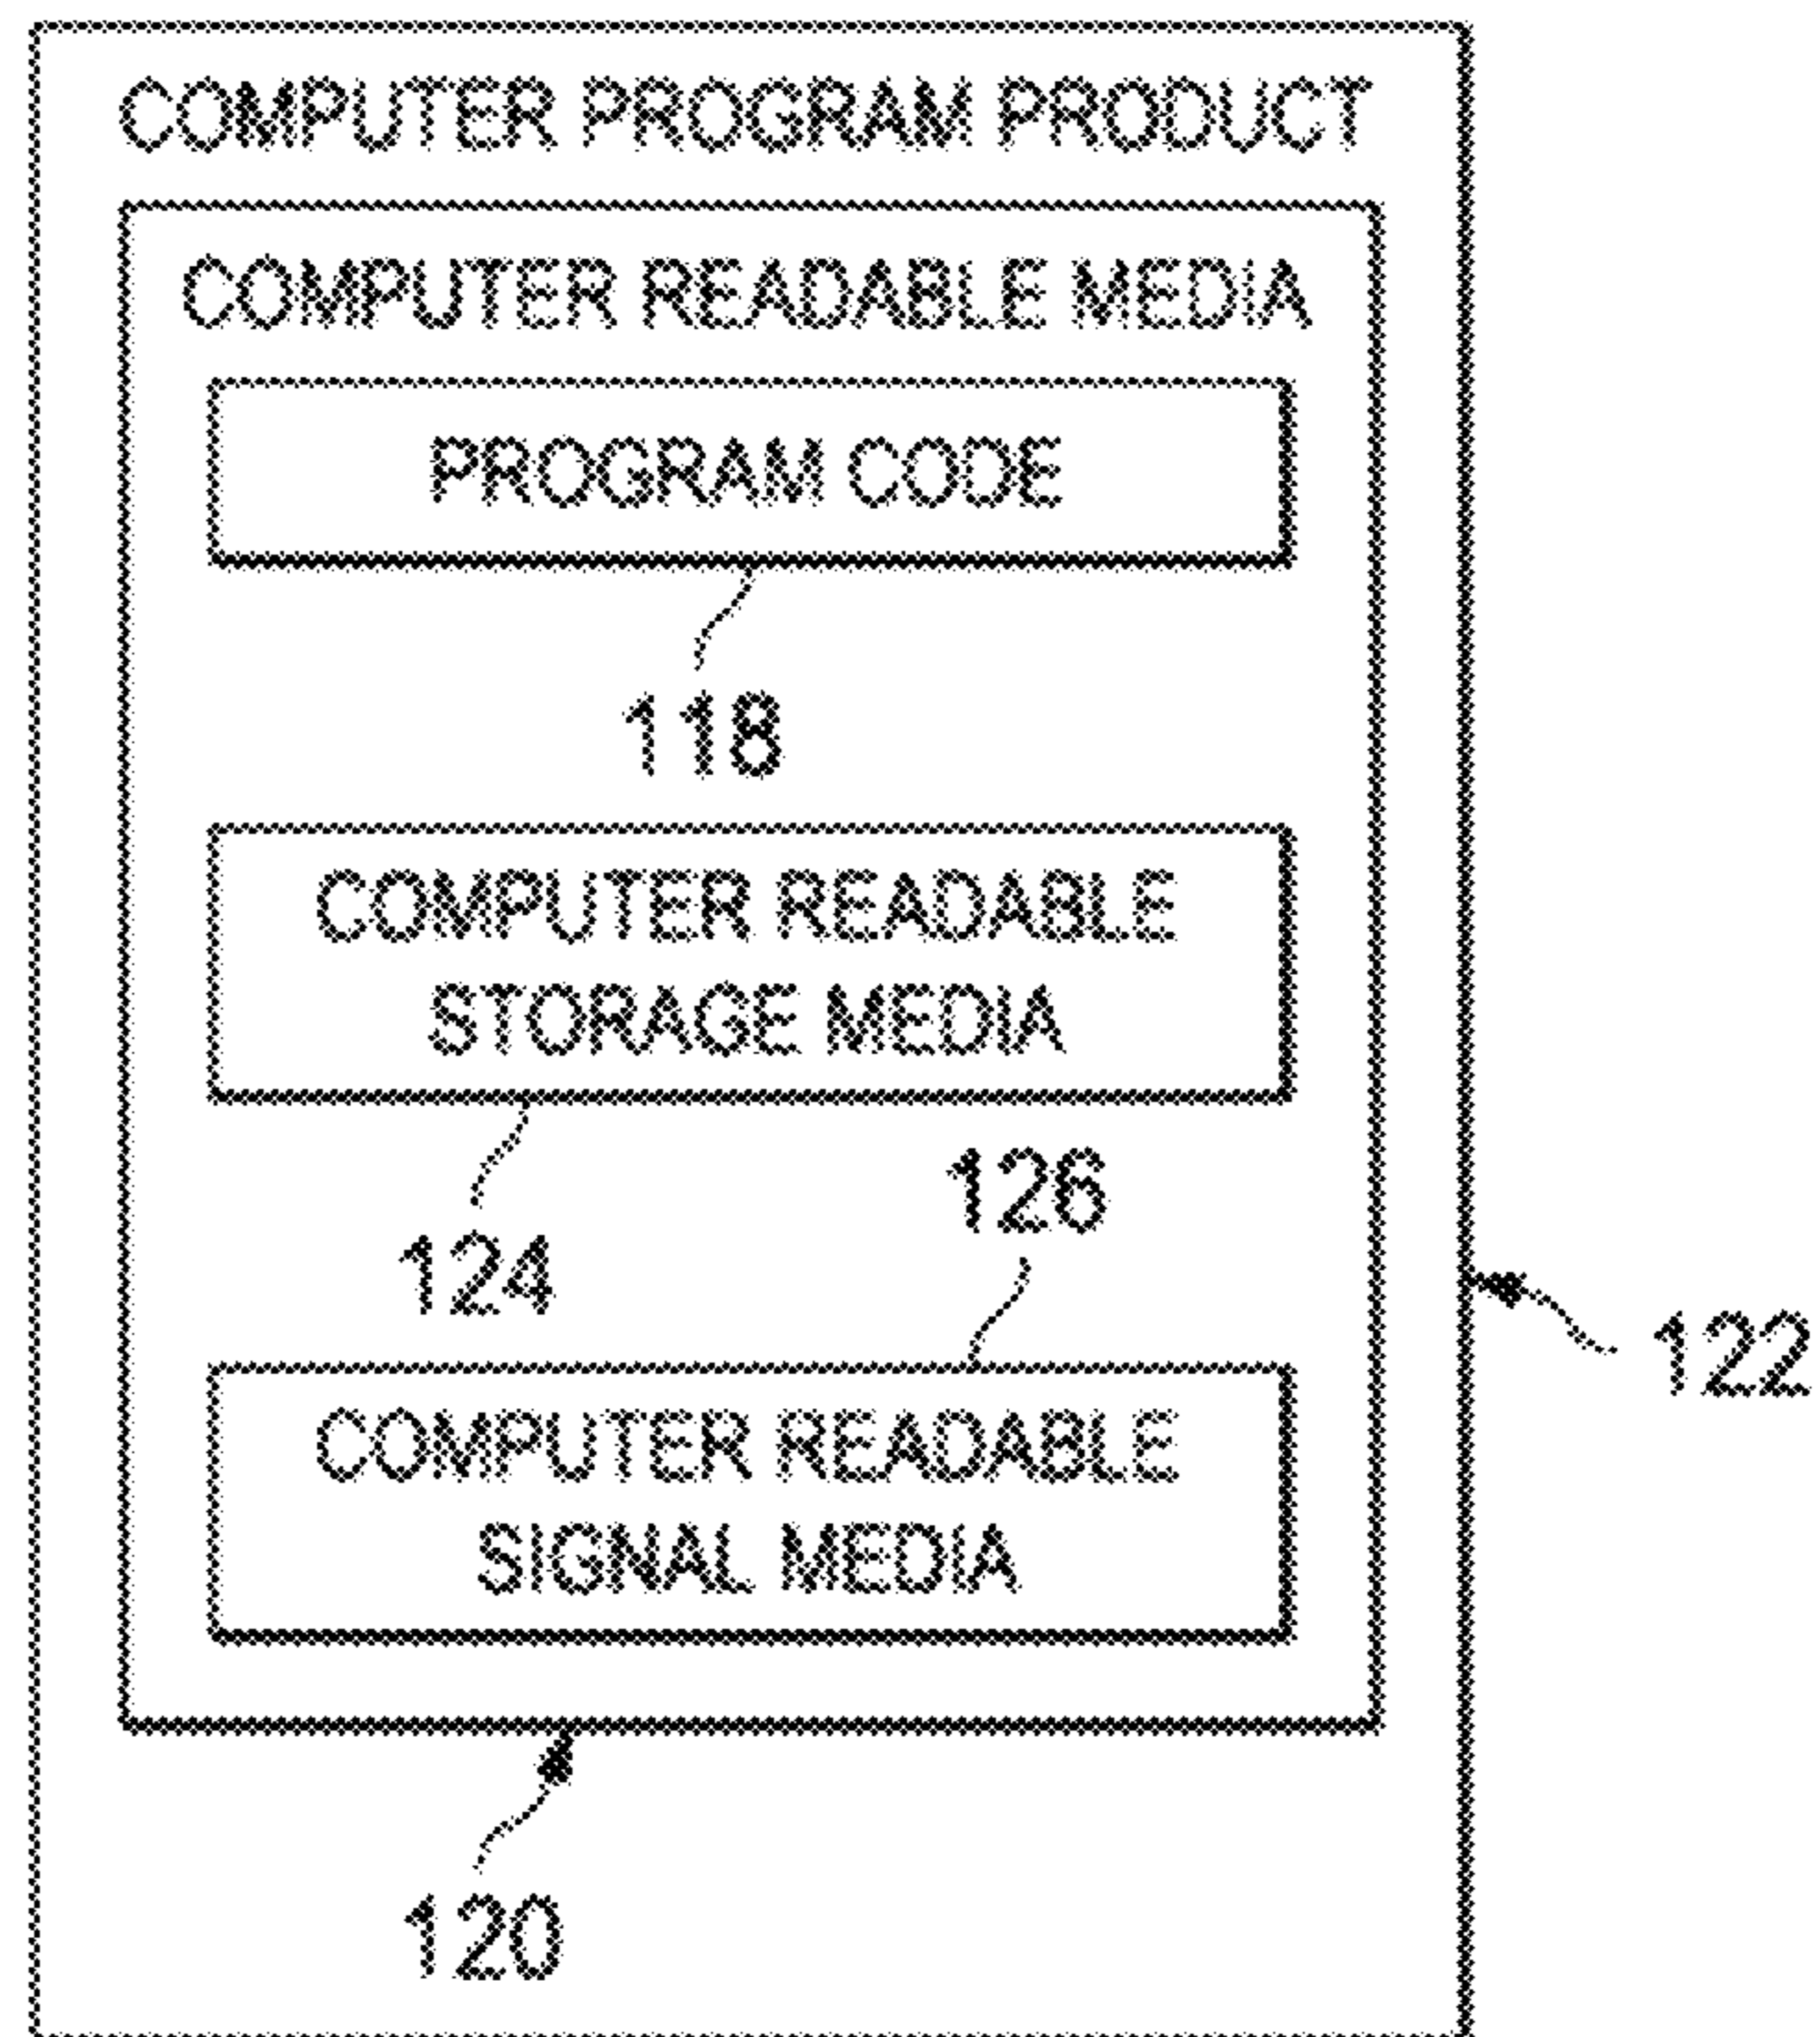 COMPUTER PROGRAM PRODUCT
COMPUTER READABLE MEDIA
PROGRAM CODE
118
COMPUTER READABLE
STORAGE MEDIA
126
124
122
COMPUTER READABLE
SIGNAL MEDIA
120